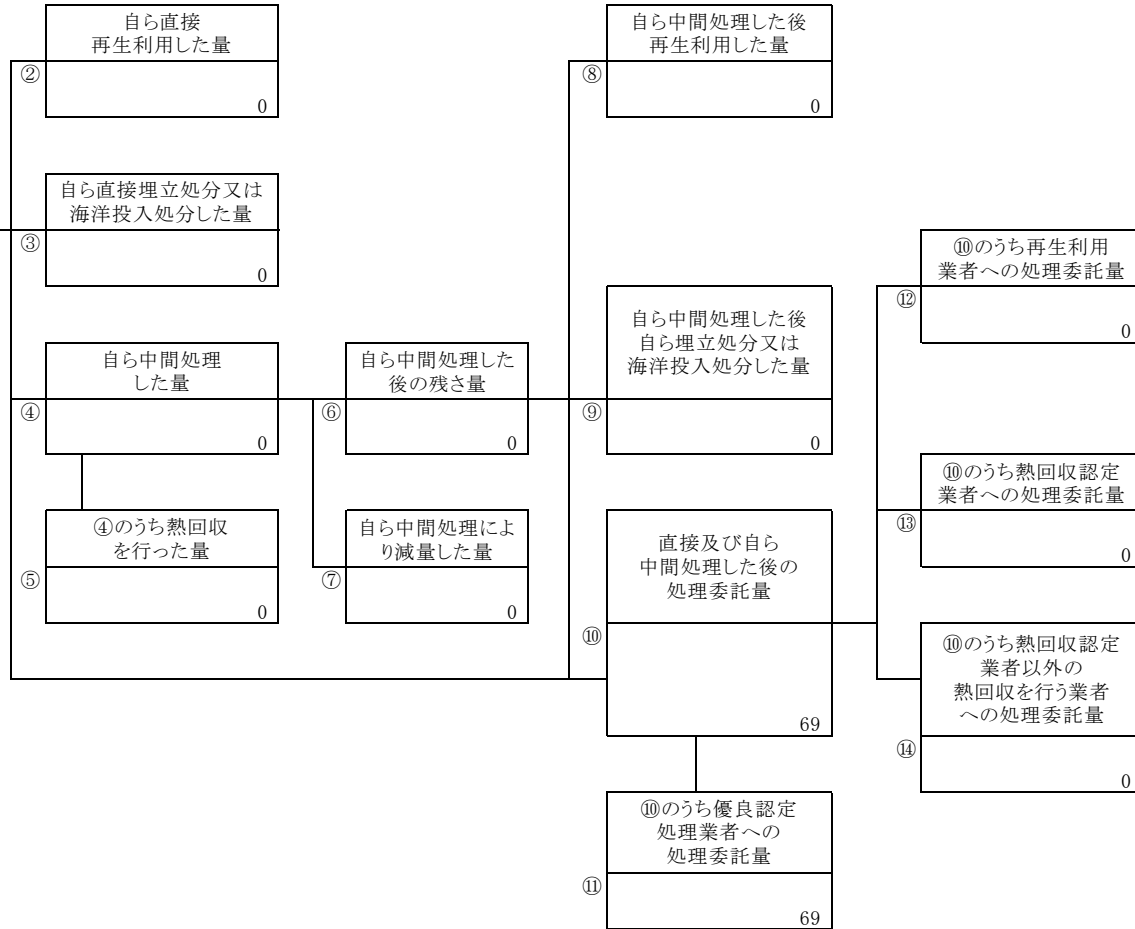 自ら直接
再生利用した量
②
0
自ら中間処理した後
再生利用した量
⑧
0
自ら直接埋立処分又は
海洋投入処分した量
③
0
⑩のうち再生利用
業者への処理委託量
⑫
0
自ら中間処理
した量
④
0
自ら中間処理した
後の残さ量
⑥
0
自ら中間処理した後
自ら埋立処分又は
海洋投入処分した量
⑨
0
⑩のうち熱回収認定
業者への処理委託量
⑬
0
④のうち熱回収
を行った量
⑤
0
自ら中間処理によ
り減量した量
⑦
0
直接及び自ら
中間処理した後の
処理委託量
⑩
69
⑩のうち熱回収認定
業者以外の
熱回収を行う業者
への処理委託量
⑭
0
⑩のうち優良認定
処理業者への
処理委託量
⑪
69